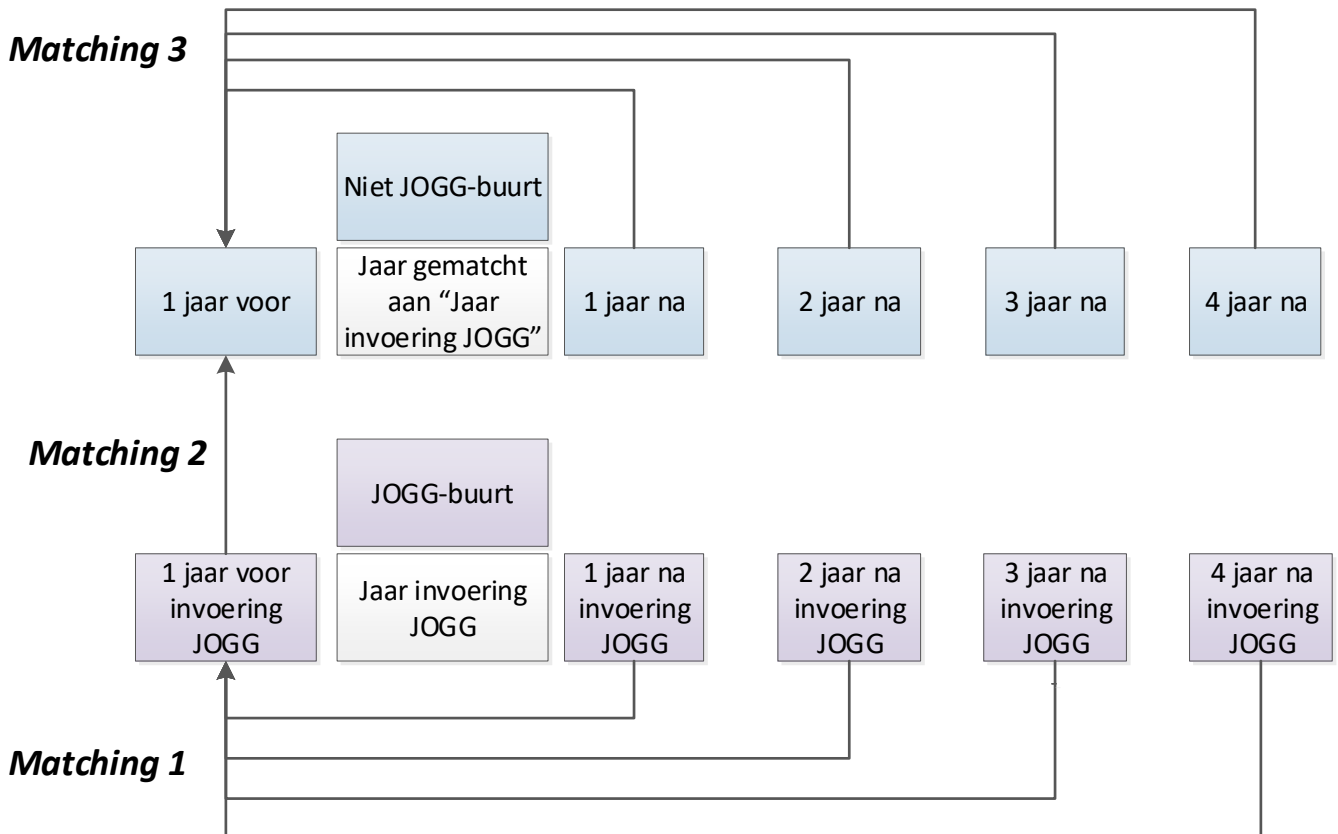 Matching 3
Niet JOGG-buurt
1 jaar voor
Jaar gematcht
aan “Jaar
invoering JOGG”
1 jaar na
2 jaar na
3 jaar na
4 jaar na
Matching 2
JOGG-buurt
1 jaar voor
invoering
JOGG
Jaar invoering
JOGG
1 jaar na
invoering
JOGG
2 jaar na
invoering
JOGG
3 jaar na
invoering
JOGG
4 jaar na
invoering
JOGG
Matching 1